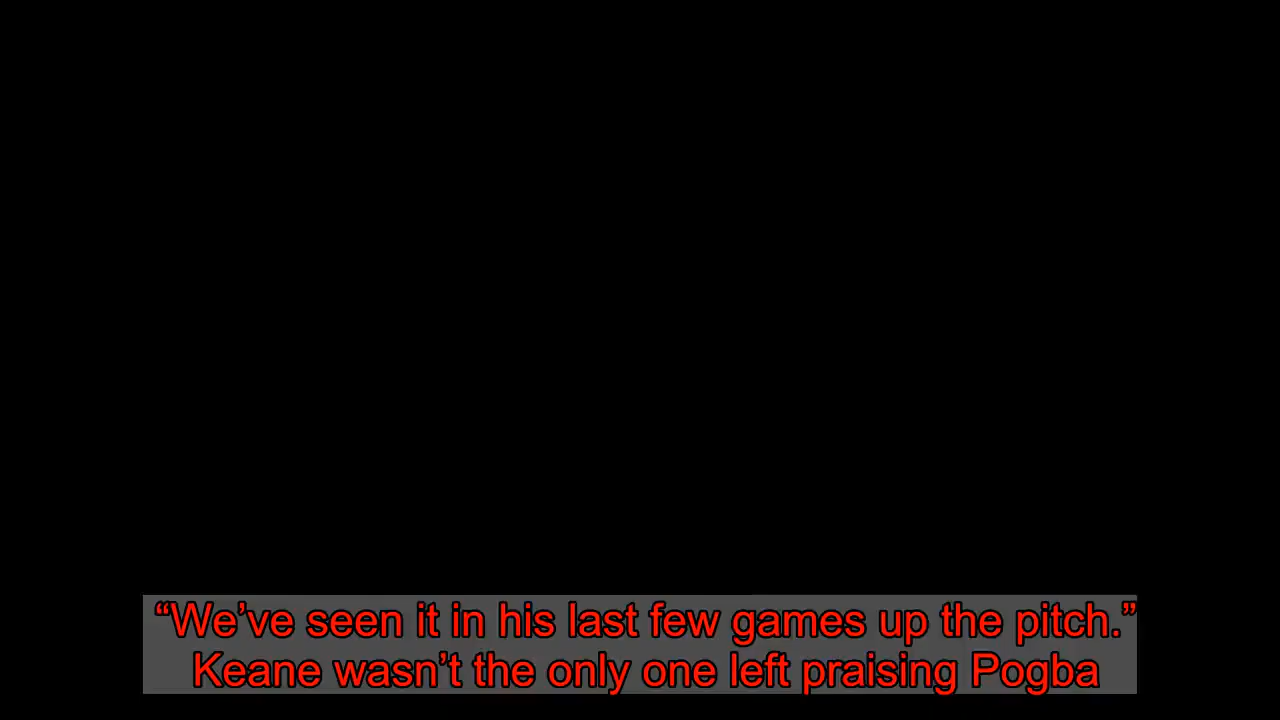 “We’ve seen it in his last few games up the pitch.”
Keane wasn’t the only one left praising Pogba